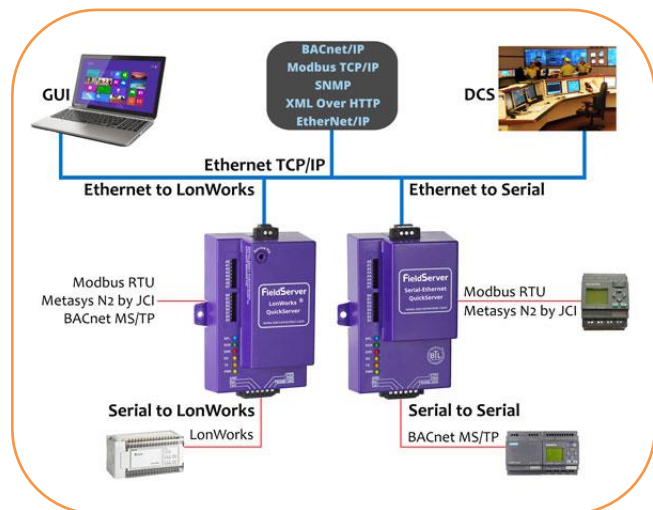 BACnet/IP
Modbus TCP/IP
SNMP
XML Over HTTP
EtherNet/IP
GUI
DCS
Ethernet TCP/IP
Ethernet to LonWorks
Ethernet to Serial
Modbus RTU
Metasys N2 by JCI
BACnet MS/TP
FieldServer
LonWorks ®
QuickServer
FieldServer
Serial-Ethernet
QuickServer
BTL
Modbus RTU
Metasys N2 by JCI
Serial to LonWorks
LonWorks
Serial to Serial
BACnet MS/TP